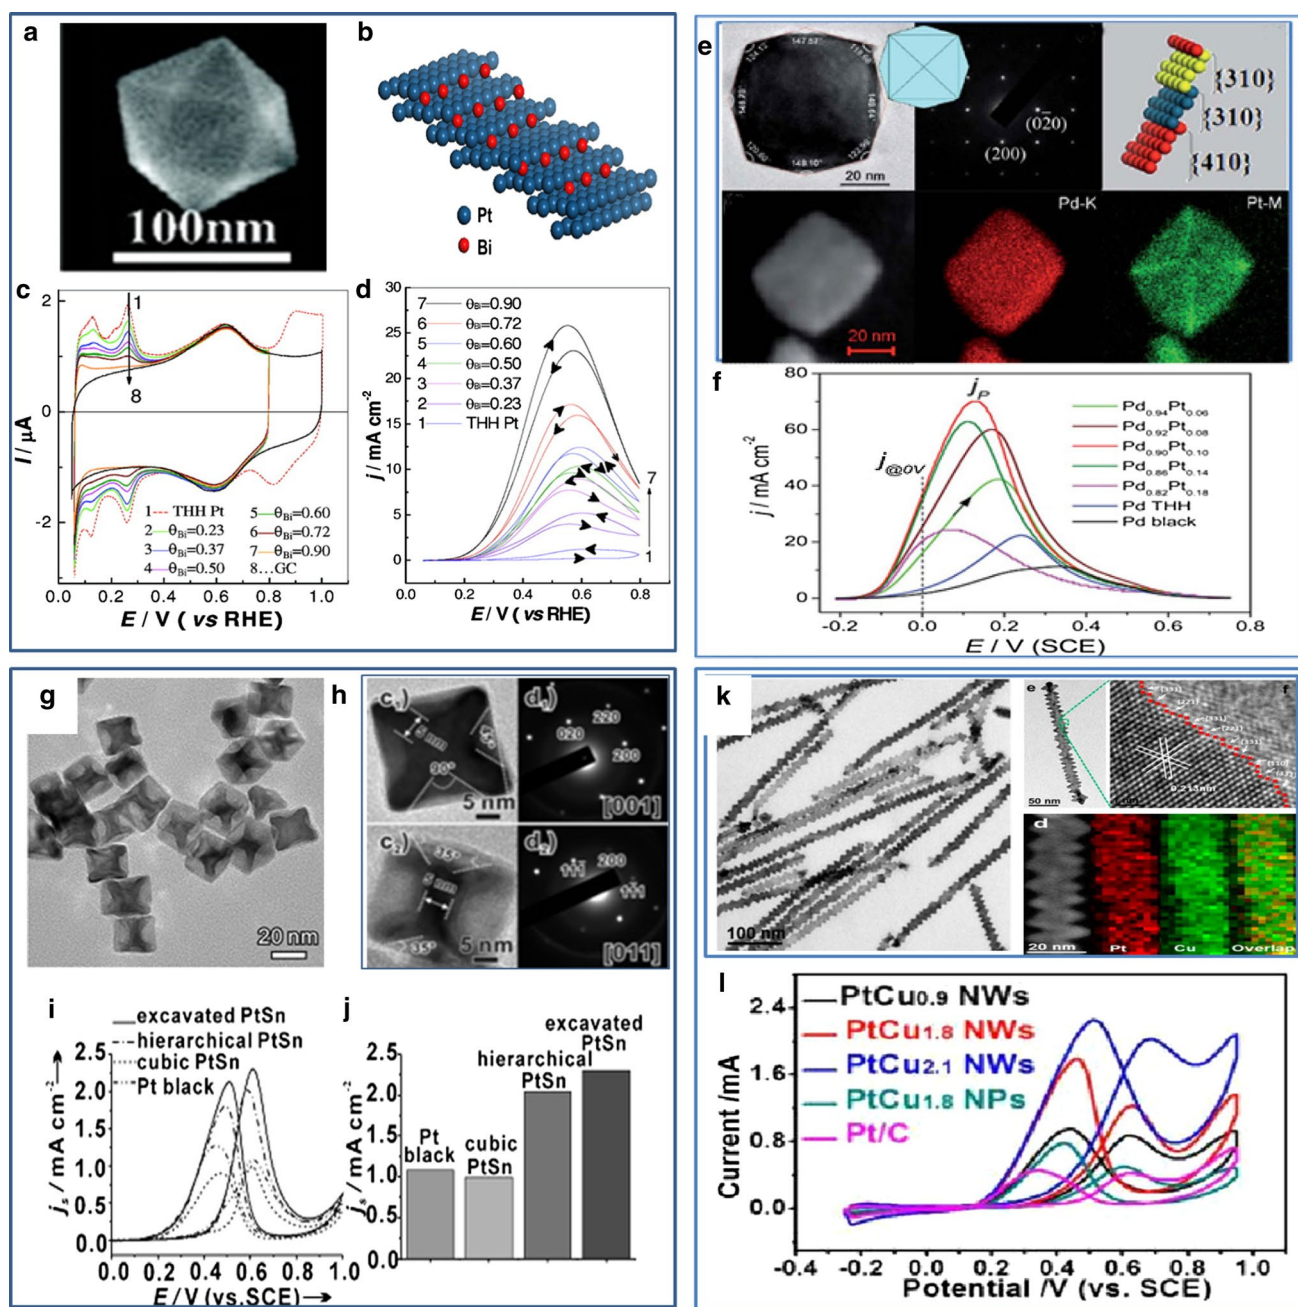 a
100nm
b
Pt
Bi
c
2
1
0
-2
I / µA
1
8
1 --- THH Pt
2 — θBi=0.23
3 — θBi=0.37
4 — θBi=0.50
5 — θBi=0.60
6 — θBi=0.72
7 — θBi=0.90
8...GC
0.0 0.2 0.4 0.6 0.8 1.0
E / V ( vs RHE)
d
j / mA cm-2
30
25
20
15
10
5
0
7 θBi=0.90
6 θBi=0.72
5 θBi=0.60
4 θBi=0.50
3 θBi=0.37
2 θBi=0.23
1 THH Pt
7
1
0.0 0.2 0.4 0.6 0.8
E / V ( vs RHE)
e
20 nm
(020)
(200)
{310}
{310}
{410}
20 nm
Pd-K
Pt-M
f
j / mA cm-2
80
60
40
20
0
jP
j@0V
Pd0.94Pt0.06
Pd0.92Pt0.08
Pd0.90Pt0.10
Pd0.86Pt0.14
Pd0.82Pt0.18
Pd THH
Pd black
-0.2 0.0 0.2 0.4 0.6 0.8
E / V (SCE)
g
20 nm
h
c1)
5 nm
90°
45°
5 nm
d1)
220
020
200
[001]
c2)
35°
5 nm
35°
5 nm
d2)
200
[011]
i
excavated PtSn
hierarchical PtSn
cubic PtSn
Pt black
js / mA cm-2
2.5
2.0
1.5
1.0
0.5
0.0
0.0 0.2 0.4 0.6 0.8 1.0
E / V (vs.SCE)→
j
js / mA cm-2
2.5
2.0
1.5
1.0
0.5
0.0
Pt black
cubic PtSn
hierarchical PtSn
excavated PtSn
k
100 nm
e
50 nm
f
0.213nm
d
20 nm
Pt
Cu
Overlap
l
Current /mA
2.4
1.6
0.8
0.0
PtCu0.9 NWs
PtCu1.8 NWs
PtCu2.1 NWs
PtCu1.8 NPs
Pt/C
-0.4 -0.2 0.0 0.2 0.4 0.6 0.8 1.0
Potential /V (vs. SCE)